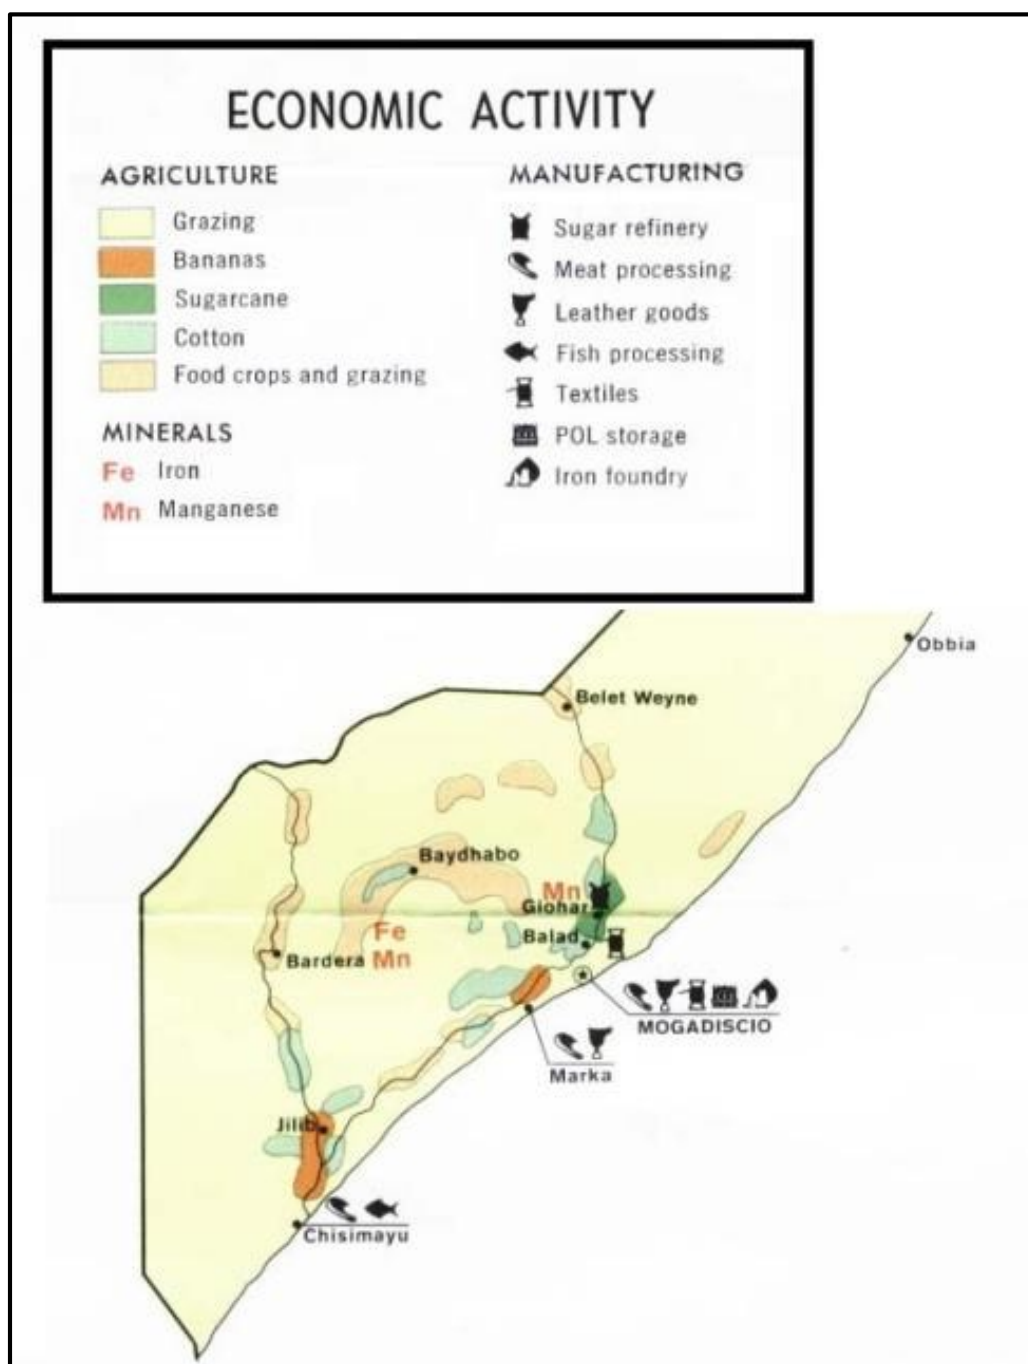 ECONOMIC ACTIVITY
AGRICULTURE
Grazing
Bananas
Sugarcane
Cotton
Food crops and grazing
MINERALS
Fe Iron
Mn Manganese
MANUFACTURING
Sugar refinery
Meat processing
Leather goods
Fish processing
Textiles
POL storage
Iron foundry
Obbia
Belet Weyne
Baydhabo
Mn
Giohar
Fe
Balad
Bardera Mn
MOGADISCIO
Marka
Jilib
Chisimayu